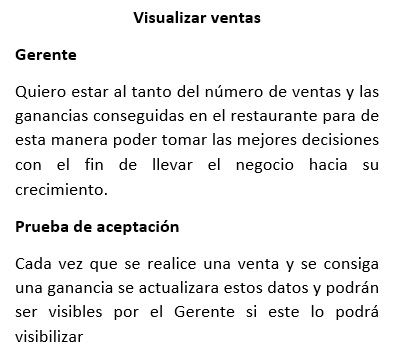 Visualizar ventas
Gerente
Quiero estar al tanto del número de ventas y las
ganancias conseguidas en el restaurante para de
esta manera poder tomar las mejores decisiones
con el fin de llevar el negocio hacia su
crecimiento.
Prueba de aceptación
Cada vez que se realice una venta y se consiga
una ganancia se actualizara estos datos y podrán
ser visibles por el Gerente si este lo podrá
visibilizar